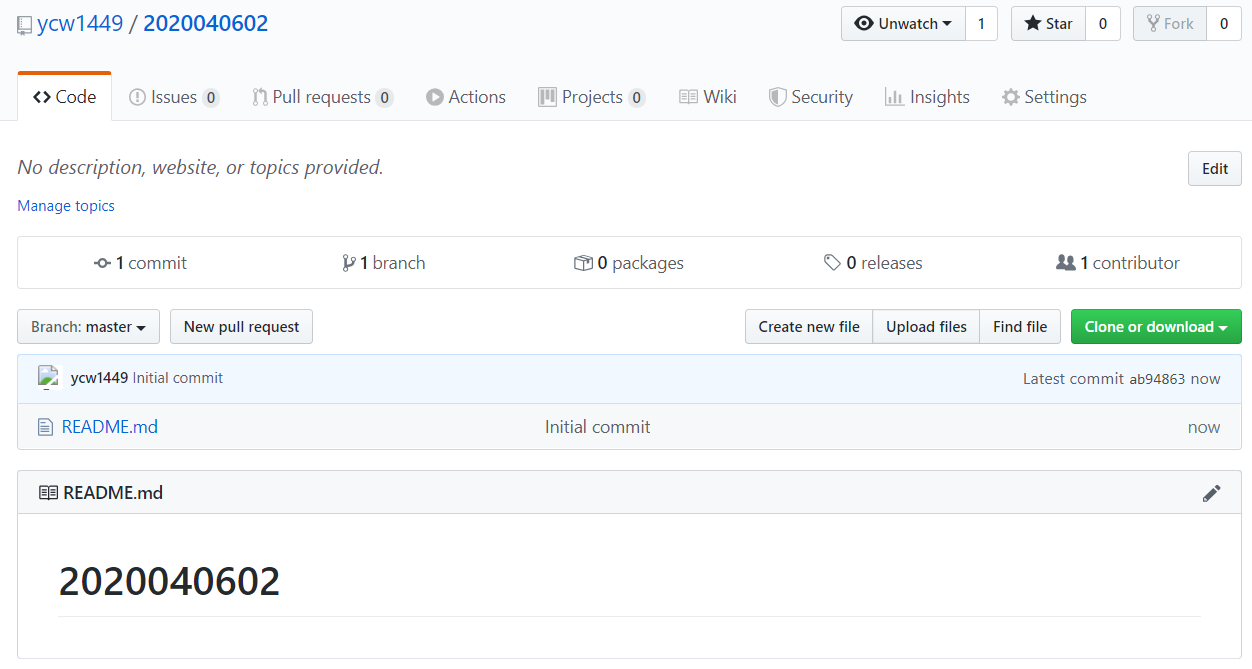 ycw1449 / 2020040602 Unwatch 1 Star 0 Fork 0
Code Issues 0 Pull requests 0 Actions Projects 0 Wiki Security Insights Settings
No description, website, or topics provided. Edit
Manage topics
1 commit 1 branch 0 packages 0 releases 1 contributor
Branch: master New pull request Create new file Upload files Find file Clone or download
ycw1449 Initial commit Latest commit ab94863 now
README.md Initial commit now
README.md
2020040602